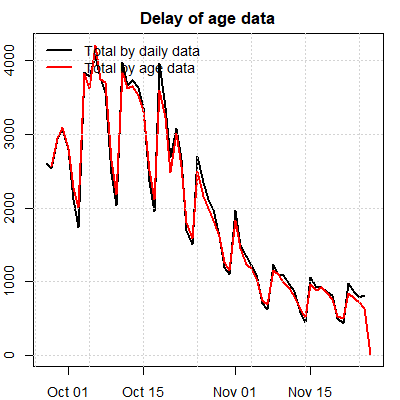 Delay of age data
Total by daily data
Total by age data
4000
3000
2000
1000
0
Oct 01
Oct 15
Nov 01
Nov 15